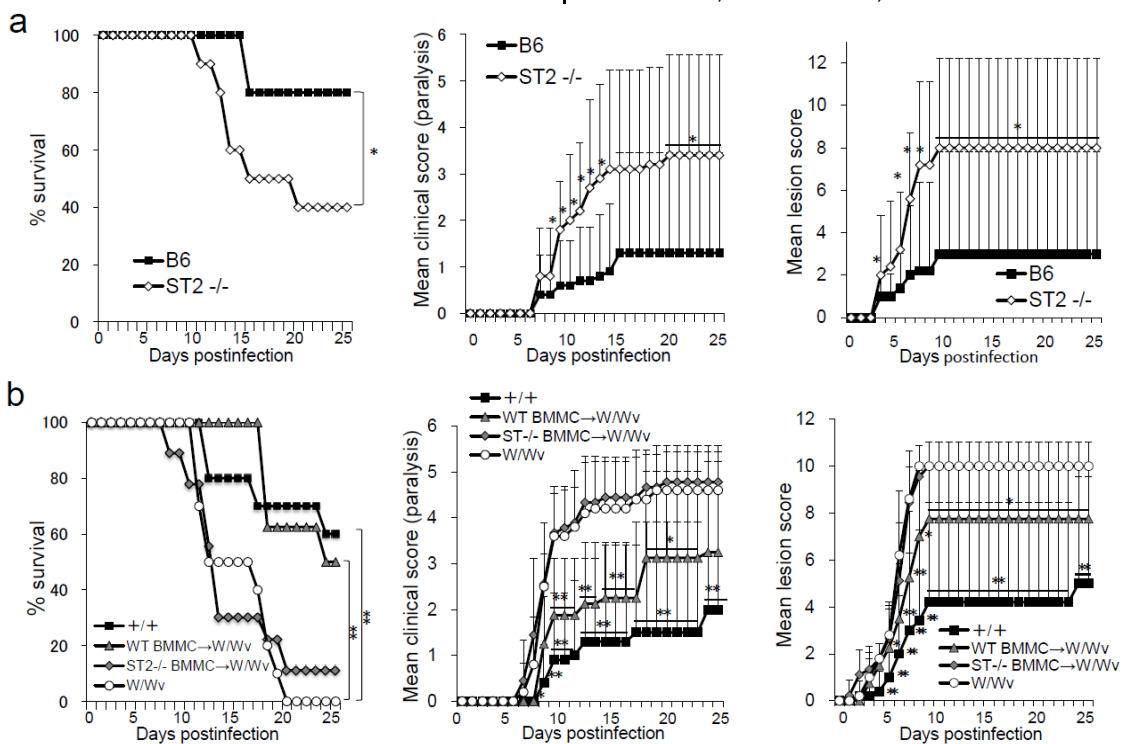 a
% survival
100
80
60
40
20
0
B6
ST2 -/-
*
0 5 10 15 20 25
Days postinfection
Mean clinical score (paralysis)
6
5
4
3
2
1
0
B6
ST2 -/-
* * * * * *
0 5 10 15 20 25
Days postinfection
Mean lesion score
12
10
8
6
4
2
0
* * * * *
B6
ST2 -/-
0 5 10 15 20 25
Days postinfection
b
% survival
100
80
60
40
20
0
+/+
WT BMMC→W/Wv
ST2-/- BMMC→W/Wv
W/Wv
**
**
0 5 10 15 20 25
Days postinfection
+/+
WT BMMC→W/Wv
ST-/- BMMC→W/Wv
W/Wv
Mean clinical score (paralysis)
6
5
4
3
2
1
0
** ** ** *
* ** ** ** **
0 5 10 15 20 25
Days postinfection
Mean lesion score
12
10
8
6
4
2
0
* ** * *
** ** ** ** ** ** **
+/+
WT BMMC→W/Wv
ST-/- BMMC→W/Wv
W/Wv
0 5 10 15 20 25
Days postinfection